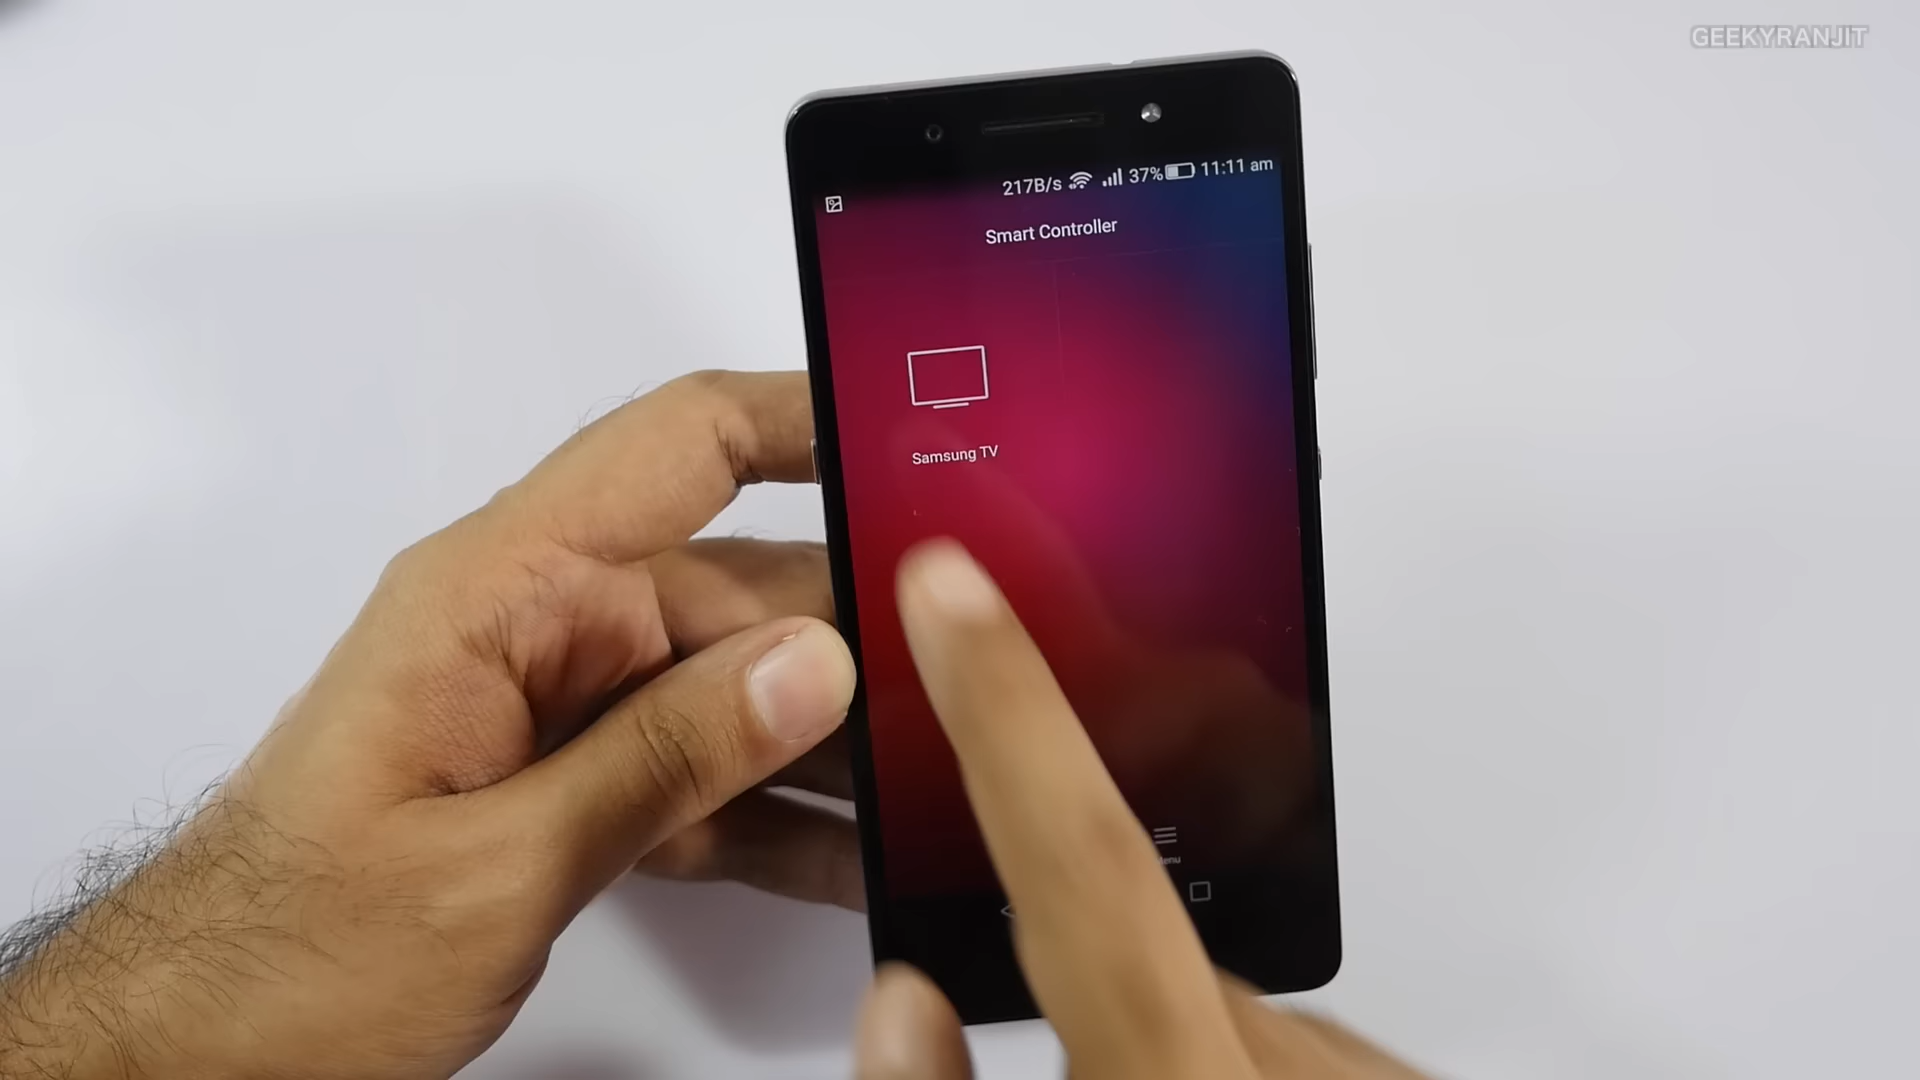 GEEKYRANJIT
217B/s 37% 11:11 am
Smart Controller
Samsung TV